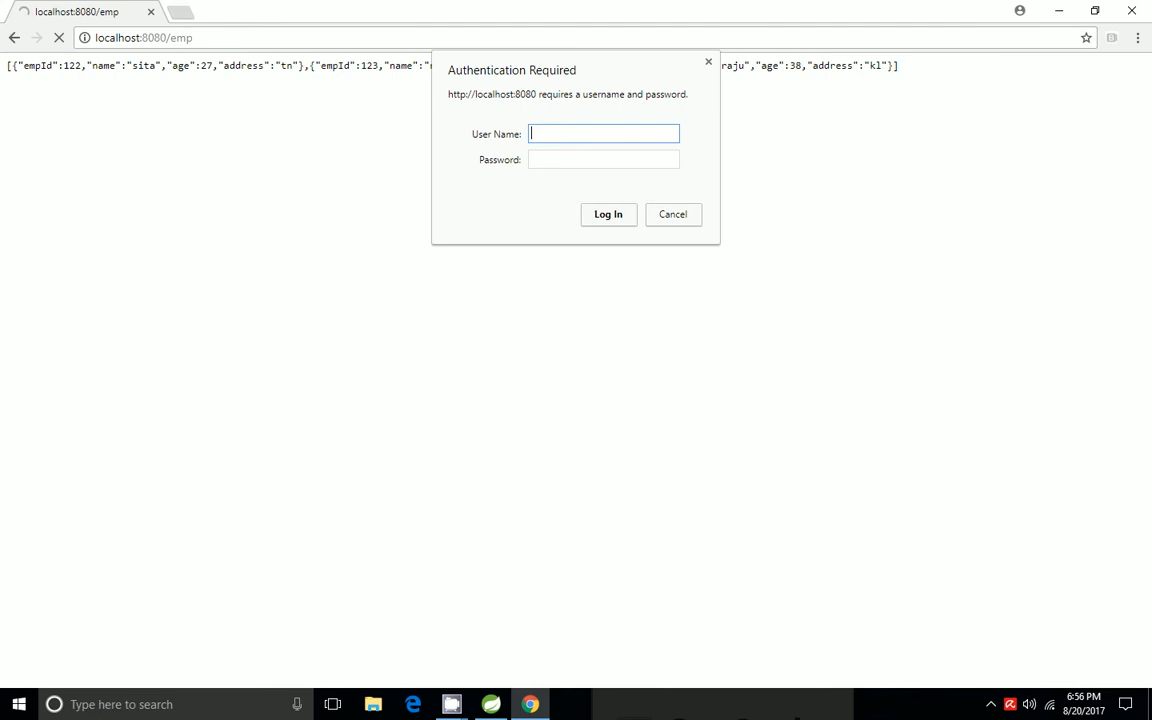 localhost:8080/emp
localhost:8080/emp
[{"empId":122,"name":"sita","age":27,"address":"tn"},{"empId":123,"name":" raju","age":38,"address":"kl"}]
Authentication Required
http://localhost:8080 requires a username and password.
User Name:
Password:
Log In
Cancel
Type here to search
6:56 PM
8/20/2017